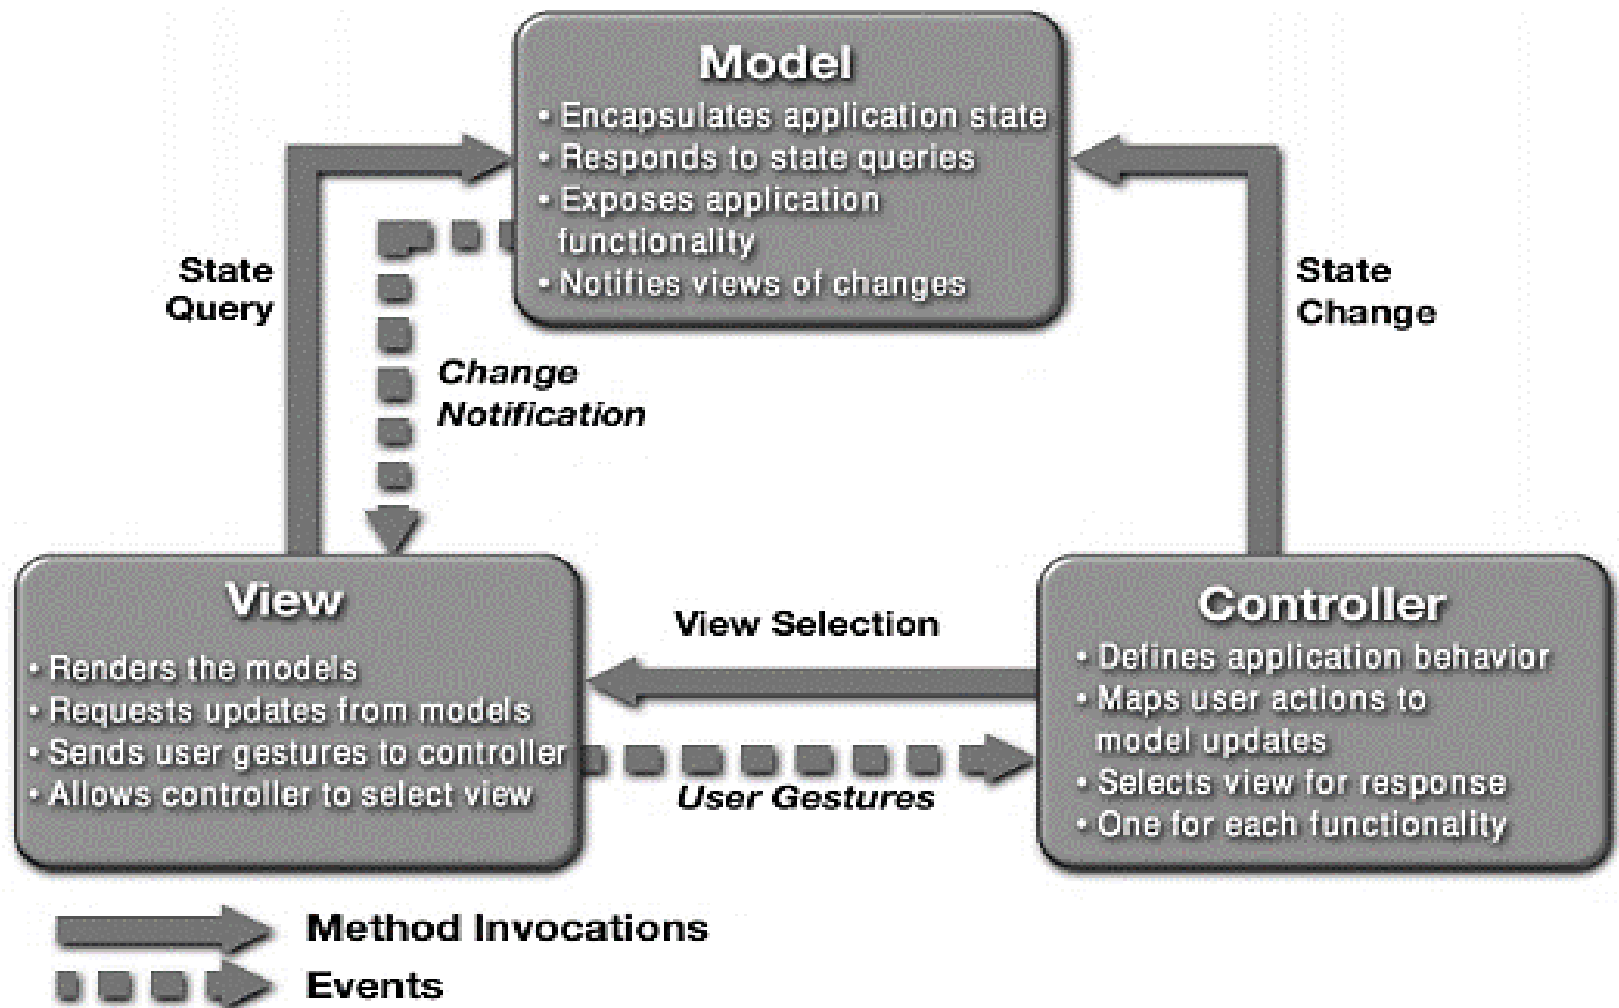 Model
• Encapsulates application state
• Responds to state queries
• Exposes application
functionality
• Notifies views of changes
State
Query
Change
Notification
State
Change
View
• Renders the models
• Requests updates from models
• Sends user gestures to controller
• Allows controller to select view
View Selection
User Gestures
Controller
• Defines application behavior
• Maps user actions to
model updates
• Selects view for response
• One for each functionality
Method Invocations
Events